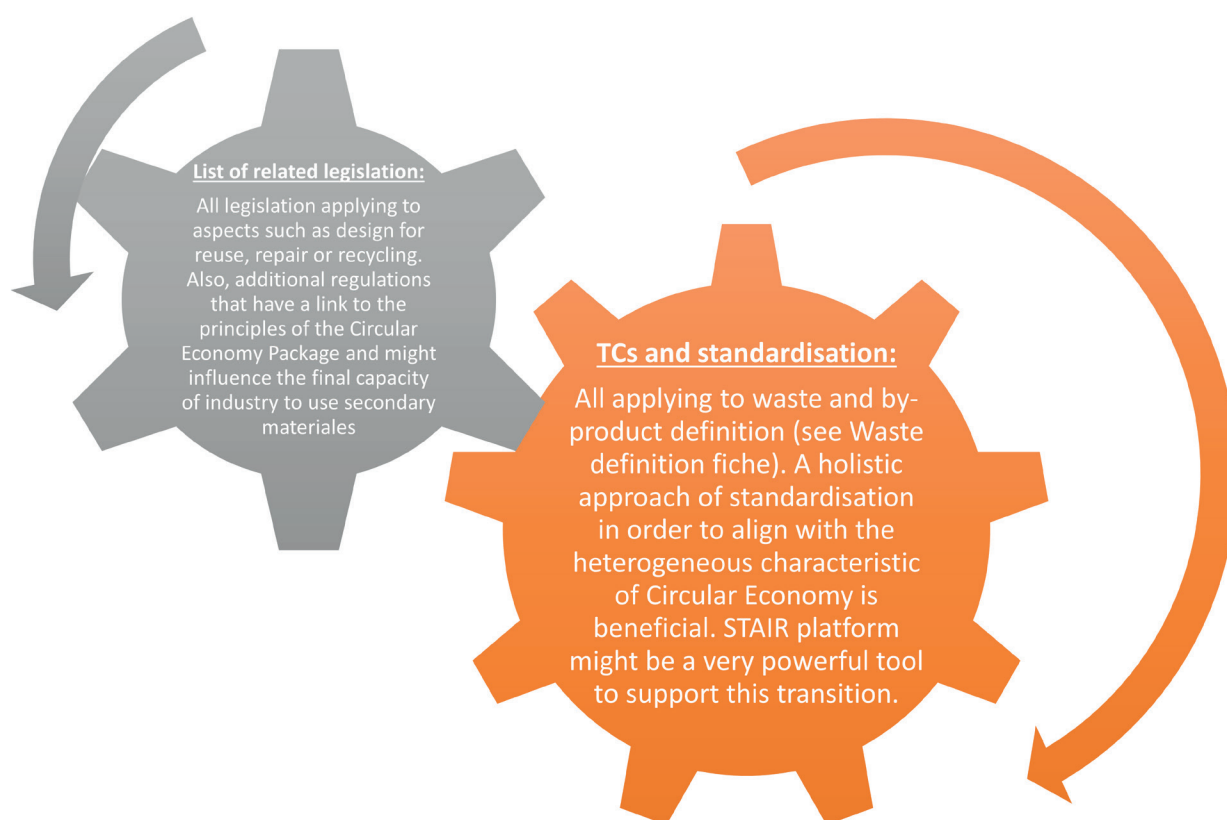 List of related legislation:
All legislation applying to
aspects such as design for
reuse, repair or recycling.
Also, additional regulations
that have a link to the
principles of the Circular
Economy Package and might
influence the final capacity
of industry to use secondary
materiales
TCs and standardisation:
All applying to waste and by-
product definition (see Waste
definition fiche). A holistic
approach of standardisation
in order to align with the
heterogeneous characteristic
of Circular Economy is
beneficial. STAIR platform
might be a very powerful tool
to support this transition.